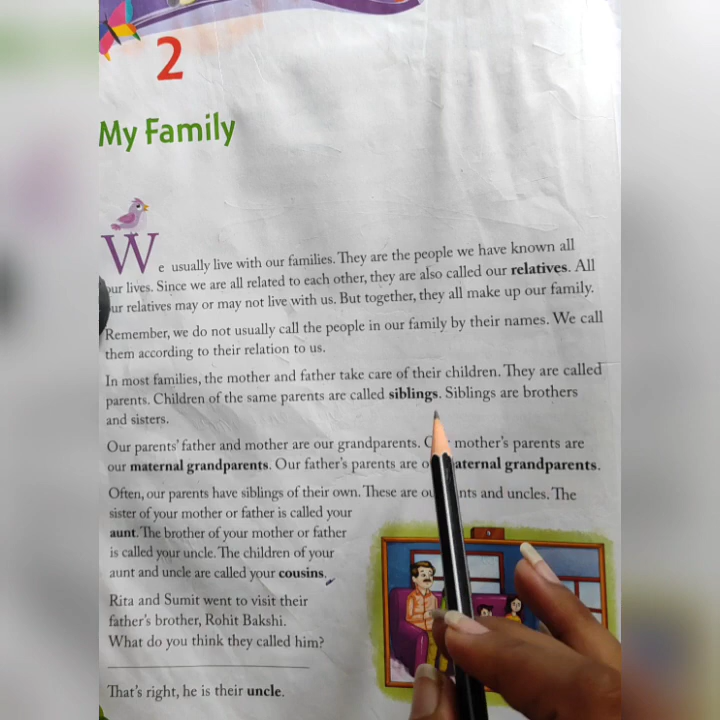 2
My Family
We usually live with our families. They are the people we have known all
our lives. Since we are all related to each other, they are also called our relatives. All
our relatives may or may not live with us. But together, they all make up our family.
Remember, we do not usually call the people in our family by their names. We call
them according to their relation to us.
In most families, the mother and father take care of their children. They are called
parents. Children of the same parents are called siblings. Siblings are brothers
and sisters.
Our parents' father and mother are our grandparents. mother's parents are
our maternal grandparents. Our father's parents are grandparents.
Often, our parents have siblings of their own. These are and uncles. The
sister of your mother or father is called your
aunt. The brother of your mother or father
is called your uncle. The children of your
aunt and uncle are called your cousins.
Rita and Sumit went to visit their
father's brother, Rohit Bakshi.
What do you think they called him?
That's right, he is their uncle.